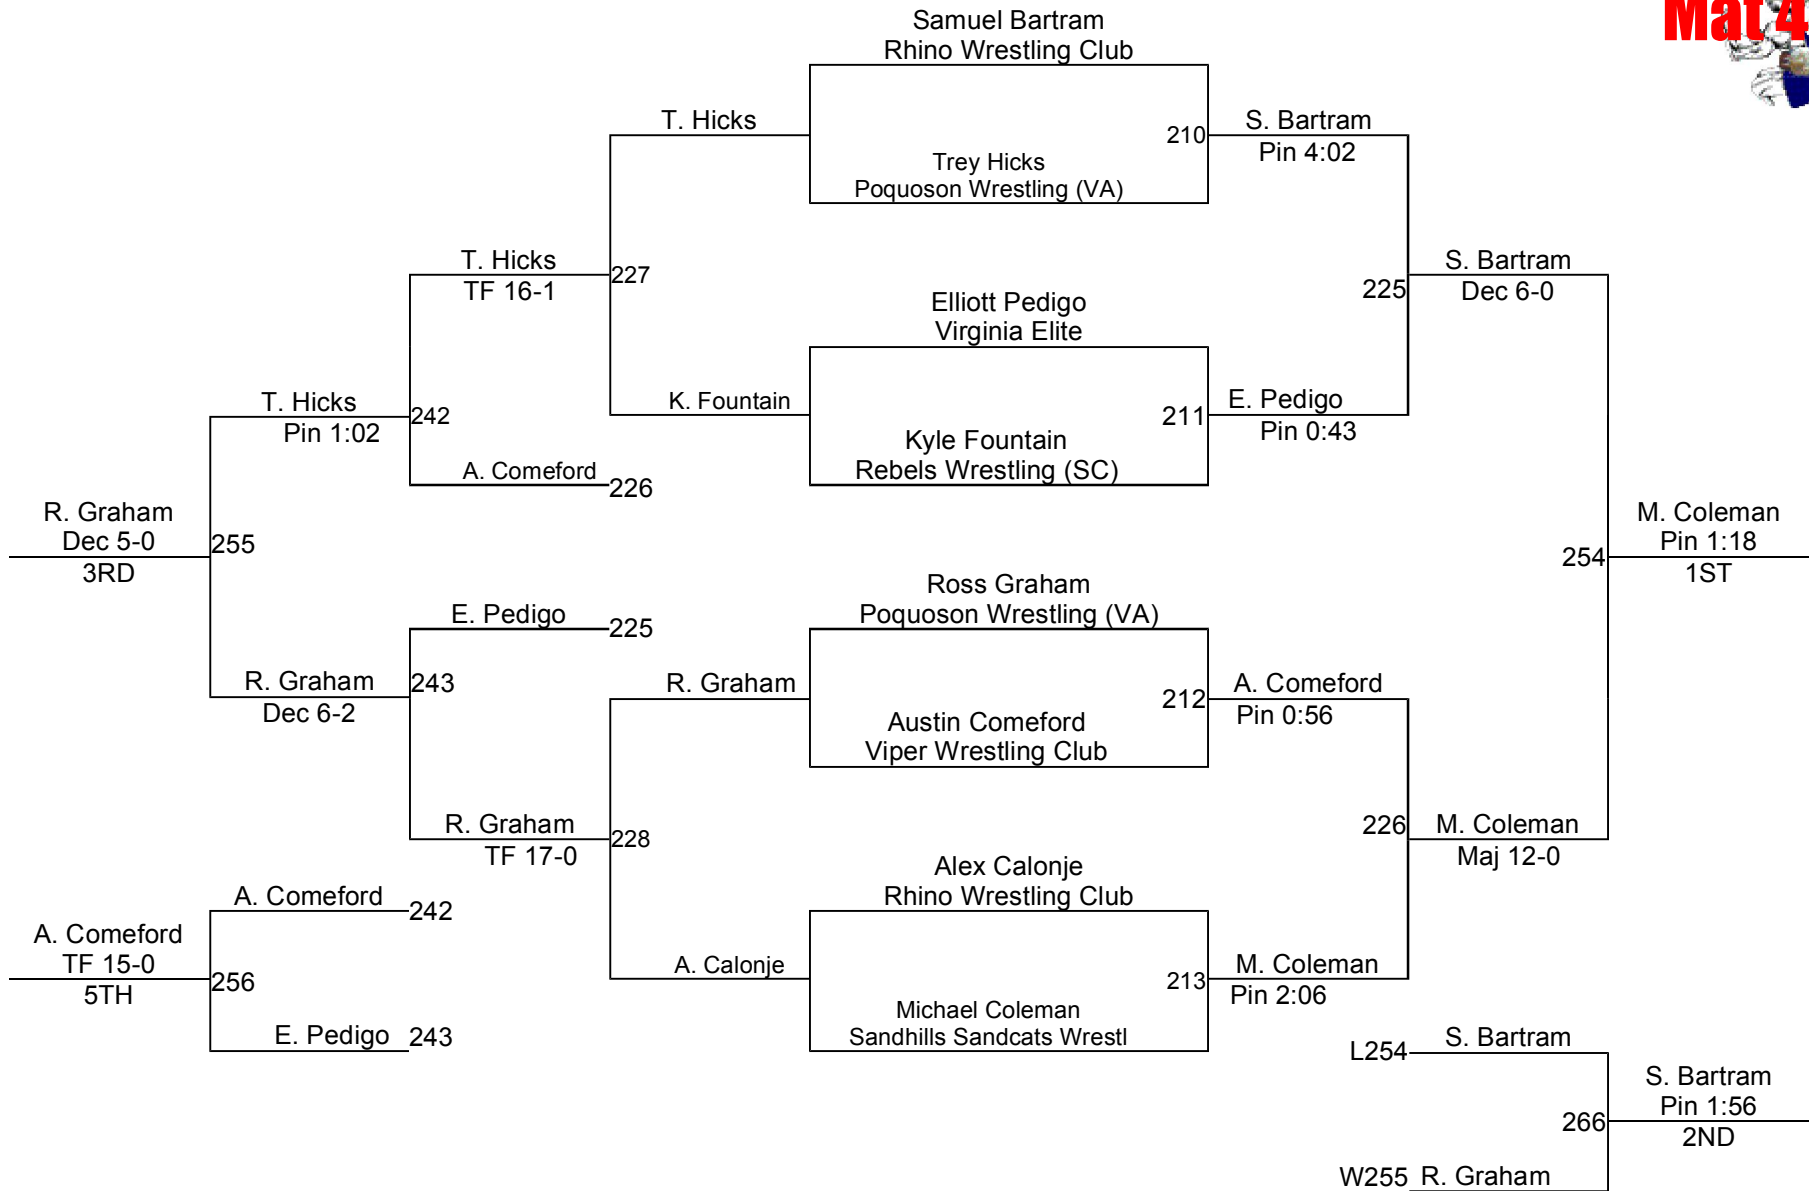 Mat 4
Samuel Bartram
Rhino Wrestling Club
T. Hicks
210
S. Bartram
Pin 4:02
Trey Hicks
Poquoson Wrestling (VA)
T. Hicks
TF 16-1
227
225
S. Bartram
Dec 6-0
Elliott Pedigo
Virginia Elite
T. Hicks
Pin 1:02
242
K. Fountain
211
E. Pedigo
Pin 0:43
Kyle Fountain
Rebels Wrestling (SC)
A. Comeford
226
R. Graham
Dec 5-0
3RD
255
254
M. Coleman
Pin 1:18
1ST
Ross Graham
Poquoson Wrestling (VA)
E. Pedigo
225
R. Graham
Dec 6-2
243
R. Graham
212
A. Comeford
Pin 0:56
Austin Comeford
Viper Wrestling Club
R. Graham
TF 17-0
228
226
M. Coleman
Maj 12-0
Alex Calonje
Rhino Wrestling Club
A. Comeford
242
A. Comeford
TF 15-0
5TH
256
A. Calonje
213
M. Coleman
Pin 2:06
Michael Coleman
Sandhills Sandcats Wrestl
E. Pedigo
243
L254
S. Bartram
266
S. Bartram
Pin 1:56
2ND
W255
R. Graham